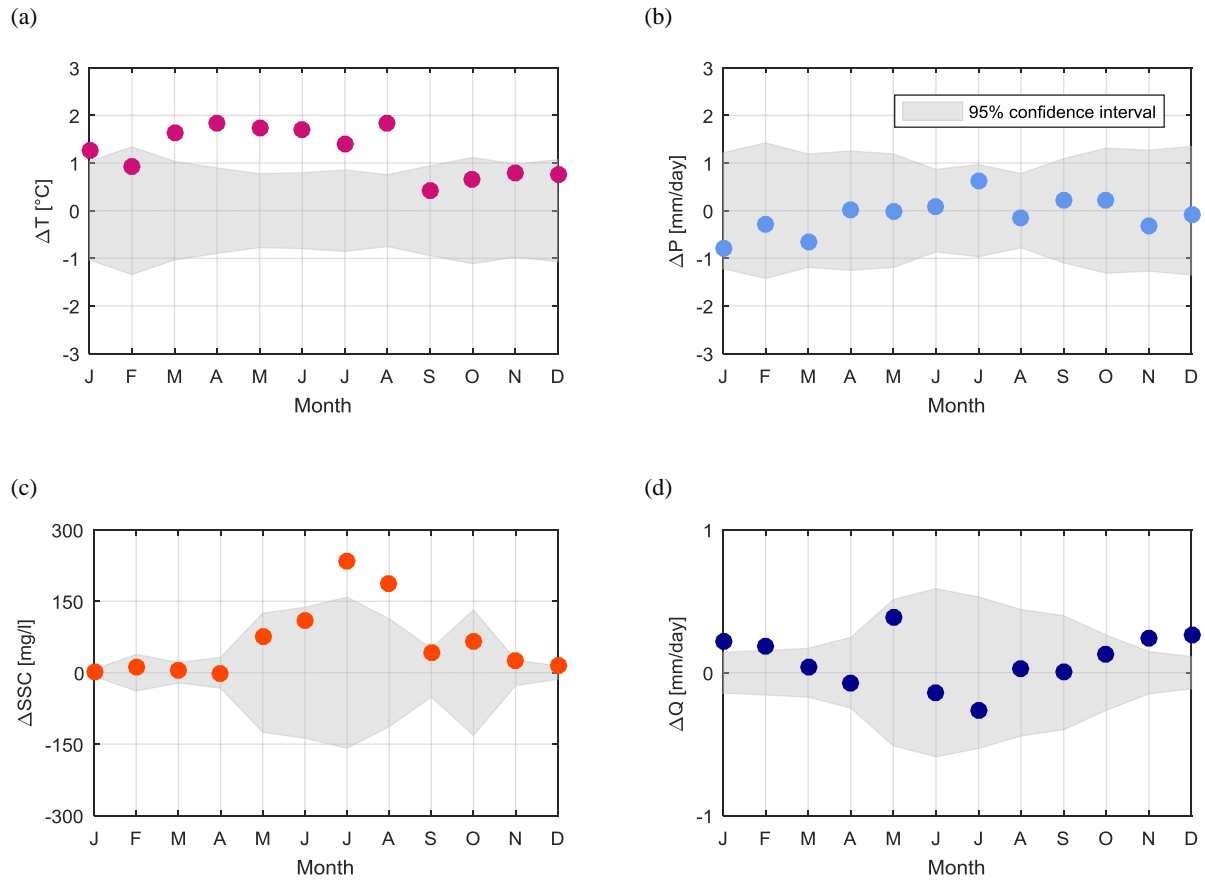 (a)
3
2
1
0
-1
-2
-3
ΔT [°C]
J F M A M J J A S O N D
Month
(b)
3
2
1
0
-1
-2
-3
ΔP [mm/day]
95% confidence interval
J F M A M J J A S O N D
Month
(c)
300
150
0
-150
-300
ΔSSC [mg/l]
J F M A M J J A S O N D
Month
(d)
1
0
-1
ΔQ [mm/day]
J F M A M J J A S O N D
Month